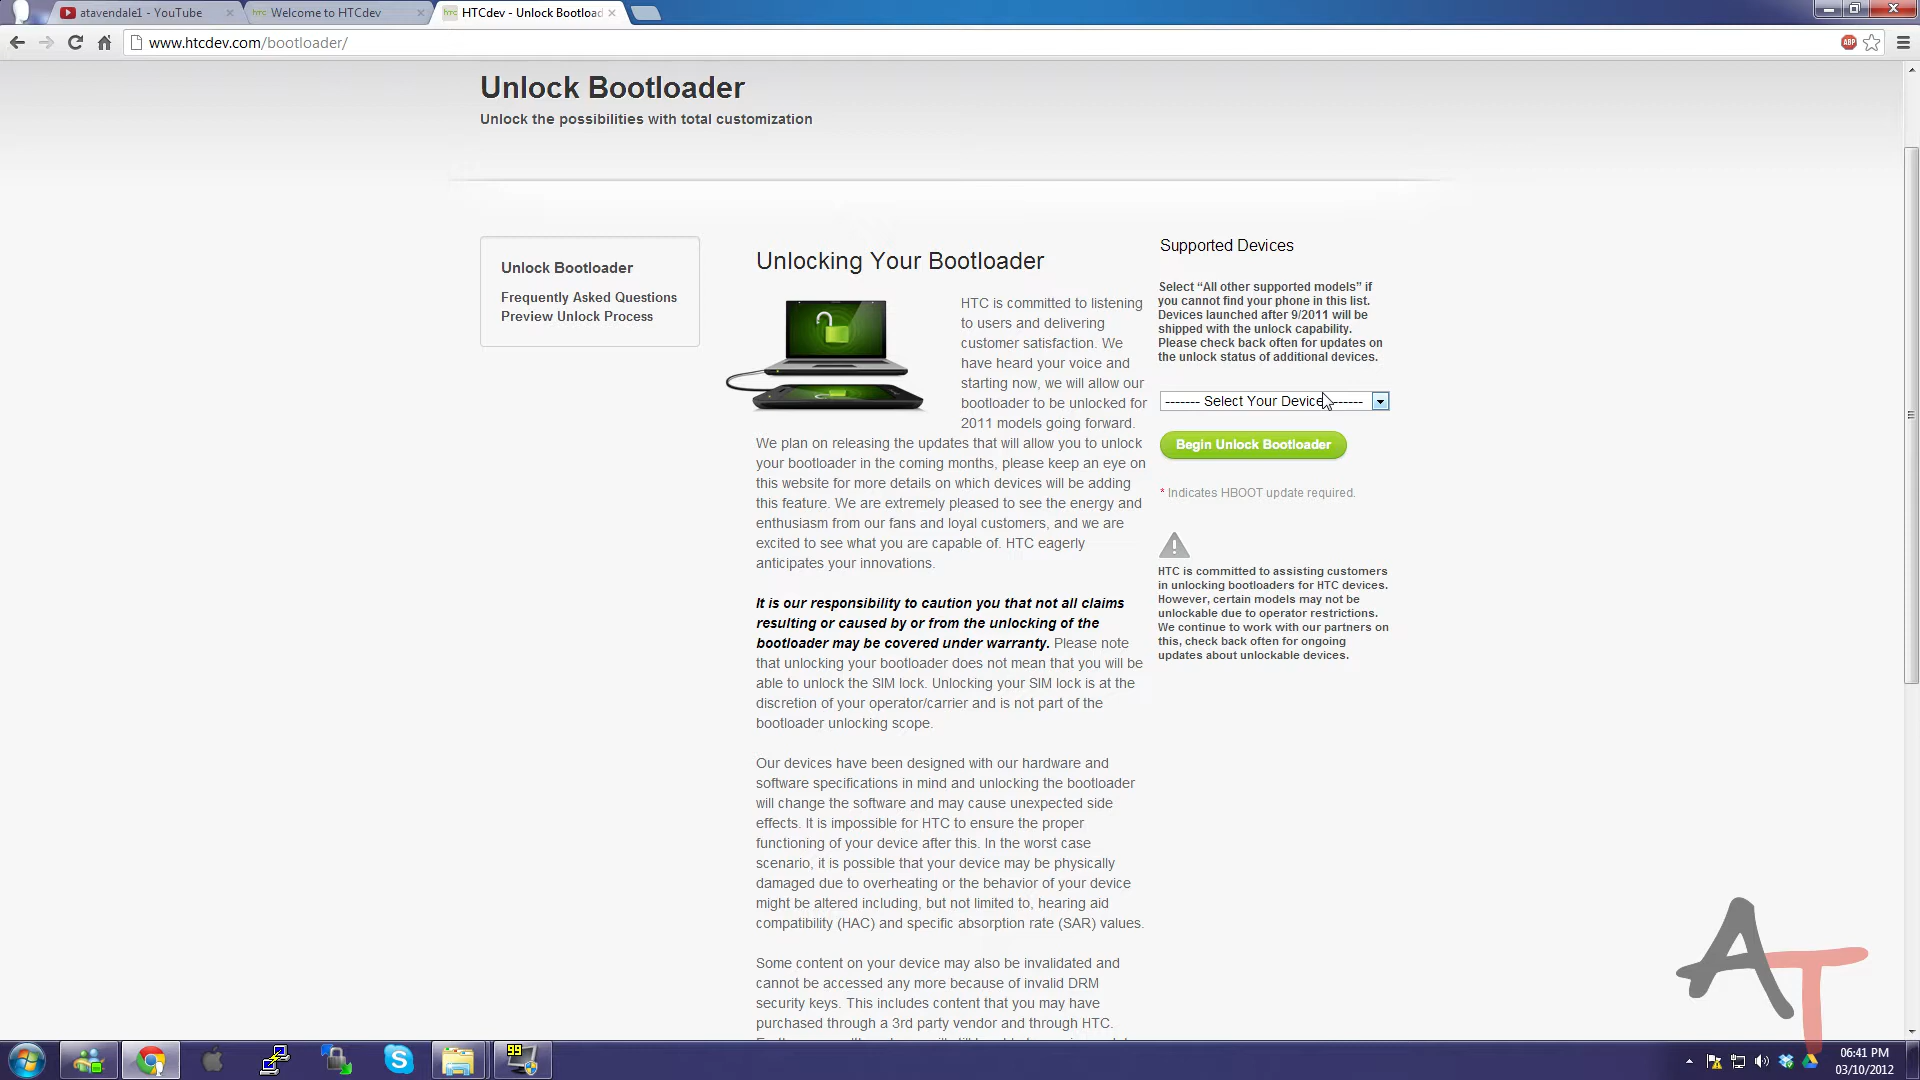 atavendale1 - YouTube
Welcome to HTCdev
HTCdev - Unlock Bootload
www.htcdev.com/bootloader/
ABP
Unlock Bootloader
Unlock the possibilities with total customization
Unlock Bootloader
Frequently Asked Questions
Preview Unlock Process
Unlocking Your Bootloader
HTC is committed to listening
to users and delivering
customer satisfaction. We
have heard your voice and
starting now, we will allow our
bootloader to be unlocked for
2011 models going forward.
We plan on releasing the updates that will allow you to unlock
your bootloader in the coming months, please keep an eye on
this website for more details on which devices will be adding
this feature. We are extremely pleased to see the energy and
enthusiasm from our fans and loyal customers, and we are
excited to see what you are capable of. HTC eagerly
anticipates your innovations.
It is our responsibility to caution you that not all claims
resulting or caused by or from the unlocking of the
bootloader may be covered under warranty. Please note
that unlocking your bootloader does not mean that you will be
able to unlock the SIM lock. Unlocking your SIM lock is at the
discretion of your operator/carrier and is not part of the
bootloader unlocking scope.
Our devices have been designed with our hardware and
software specifications in mind and unlocking the bootloader
will change the software and may cause unexpected side
effects. It is impossible for HTC to ensure the proper
functioning of your device after this. In the worst case
scenario, it is possible that your device may be physically
damaged due to overheating or the behavior of your device
might be altered including, but not limited to, hearing aid
compatibility (HAC) and specific absorption rate (SAR) values.
Some content on your device may also be invalidated and
cannot be accessed any more because of invalid DRM
security keys. This includes content that you may have
purchased through a 3rd party vendor and through HTC.
Supported Devices
Select “All other supported models” if
you cannot find your phone in this list.
Devices launched after 9/2011 will be
shipped with the unlock capability.
Please check back often for updates on
the unlock status of additional devices.
------- Select Your Device -------
Begin Unlock Bootloader
* Indicates HBOOT update required.
HTC is committed to assisting customers
in unlocking bootloaders for HTC devices.
However, certain models may not be
unlockable due to operator restrictions.
We continue to work with our partners on
this, check back often for ongoing
updates about unlockable devices.
AT
99
06:41 PM
03/10/2012